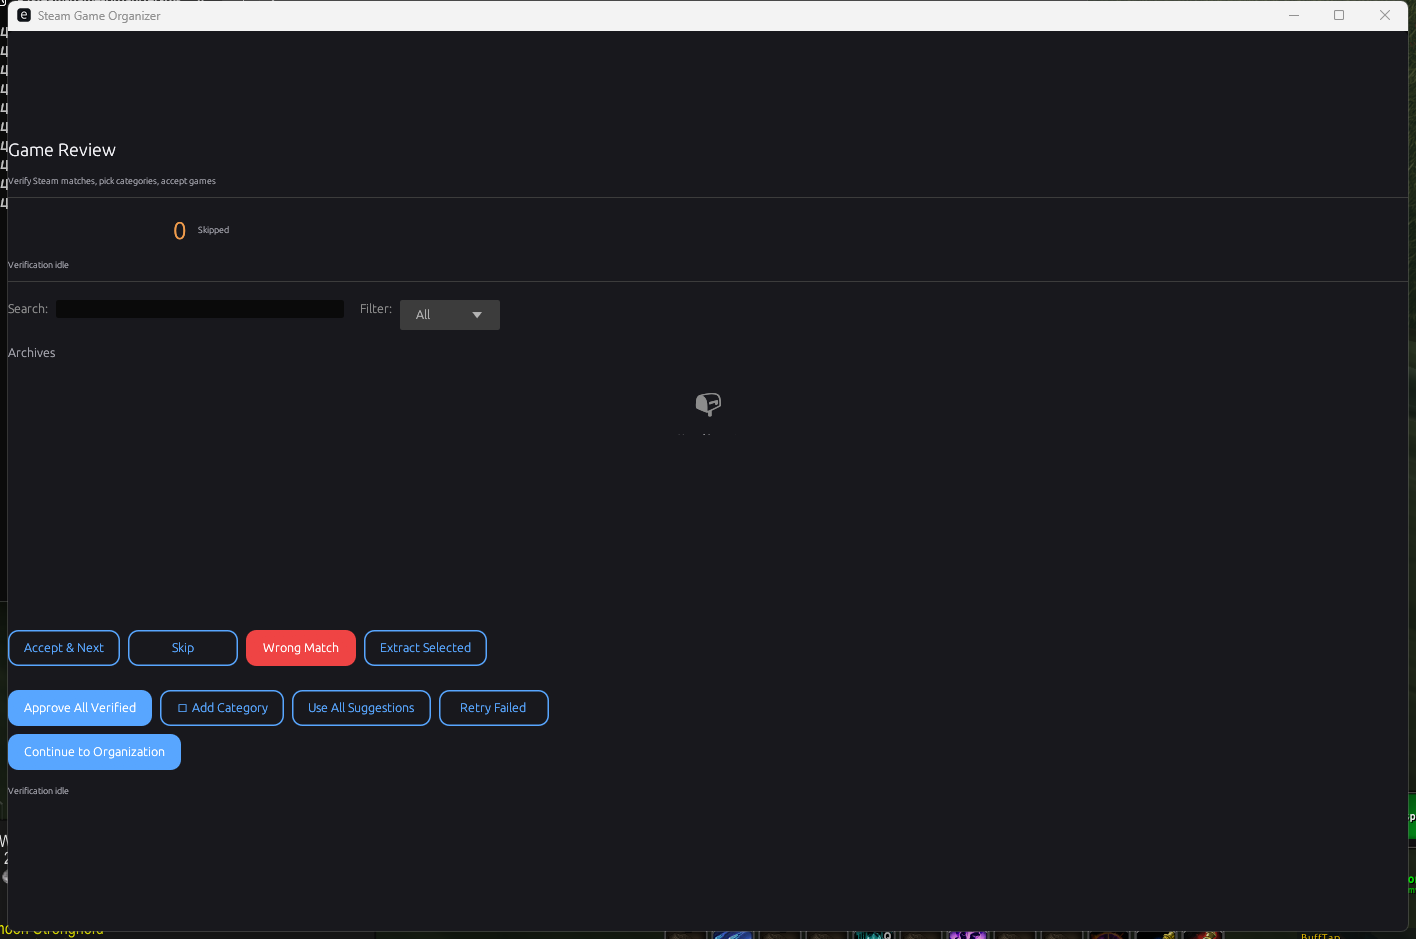 Steam Game Organizer
Game Review
Verify Steam matches, pick categories, accept games
0 Skipped
Verification idle
Search: Filter: All
Archives
Accept & Next Skip Wrong Match Extract Selected
Approve All Verified Add Category Use All Suggestions Retry Failed
Continue to Organization
Verification idle
BuffTap